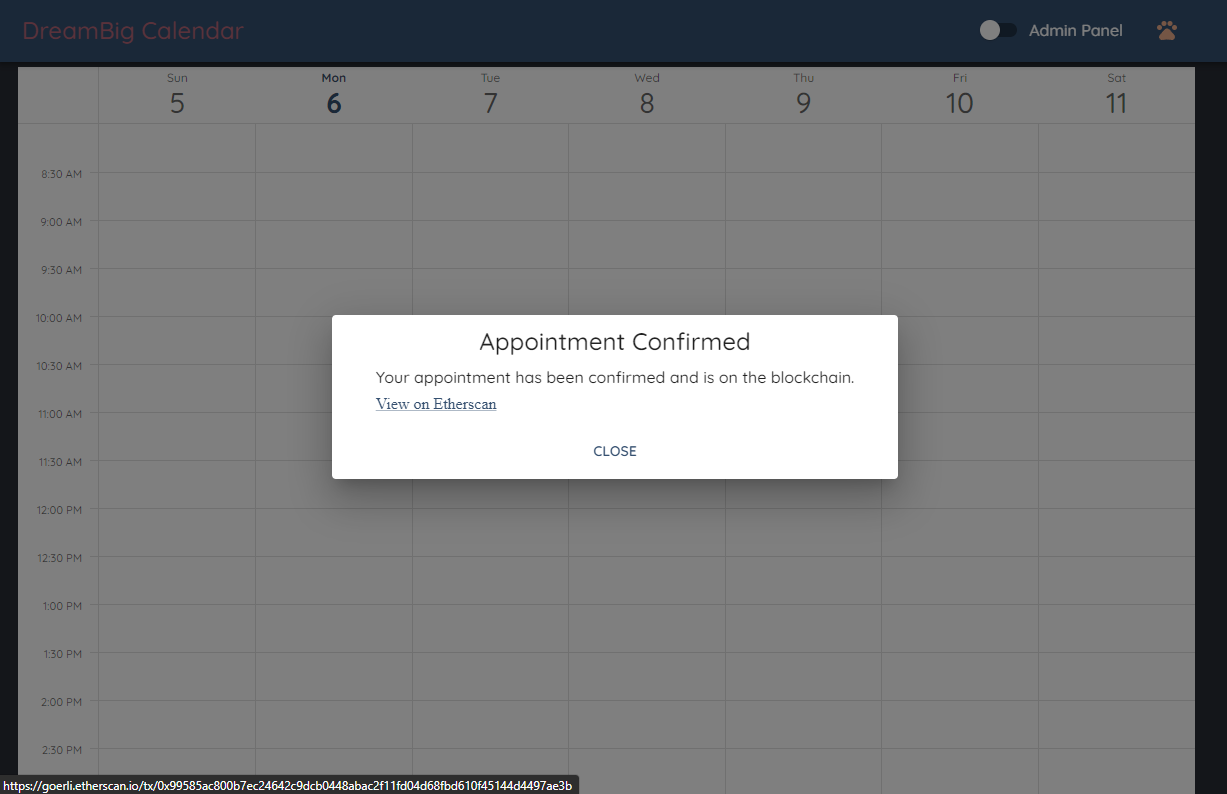 DreamBig Calendar
Admin Panel
Sun Mon Tue Wed Thu Fri Sat
5 6 7 8 9 10 11
8:30 AM
9:00 AM
9:30 AM
10:00 AM
10:30 AM
11:00 AM
11:30 AM
12:00 PM
12:30 PM
1:00 PM
1:30 PM
2:00 PM
2:30 PM
Appointment Confirmed
Your appointment has been confirmed and is on the blockchain.
View on Etherscan
CLOSE
https://goerli.etherscan.io/tx/0x99585ac800b7ec24642c9dcb0448abac2f11fd04d68fbd610f45144d4497ae3b